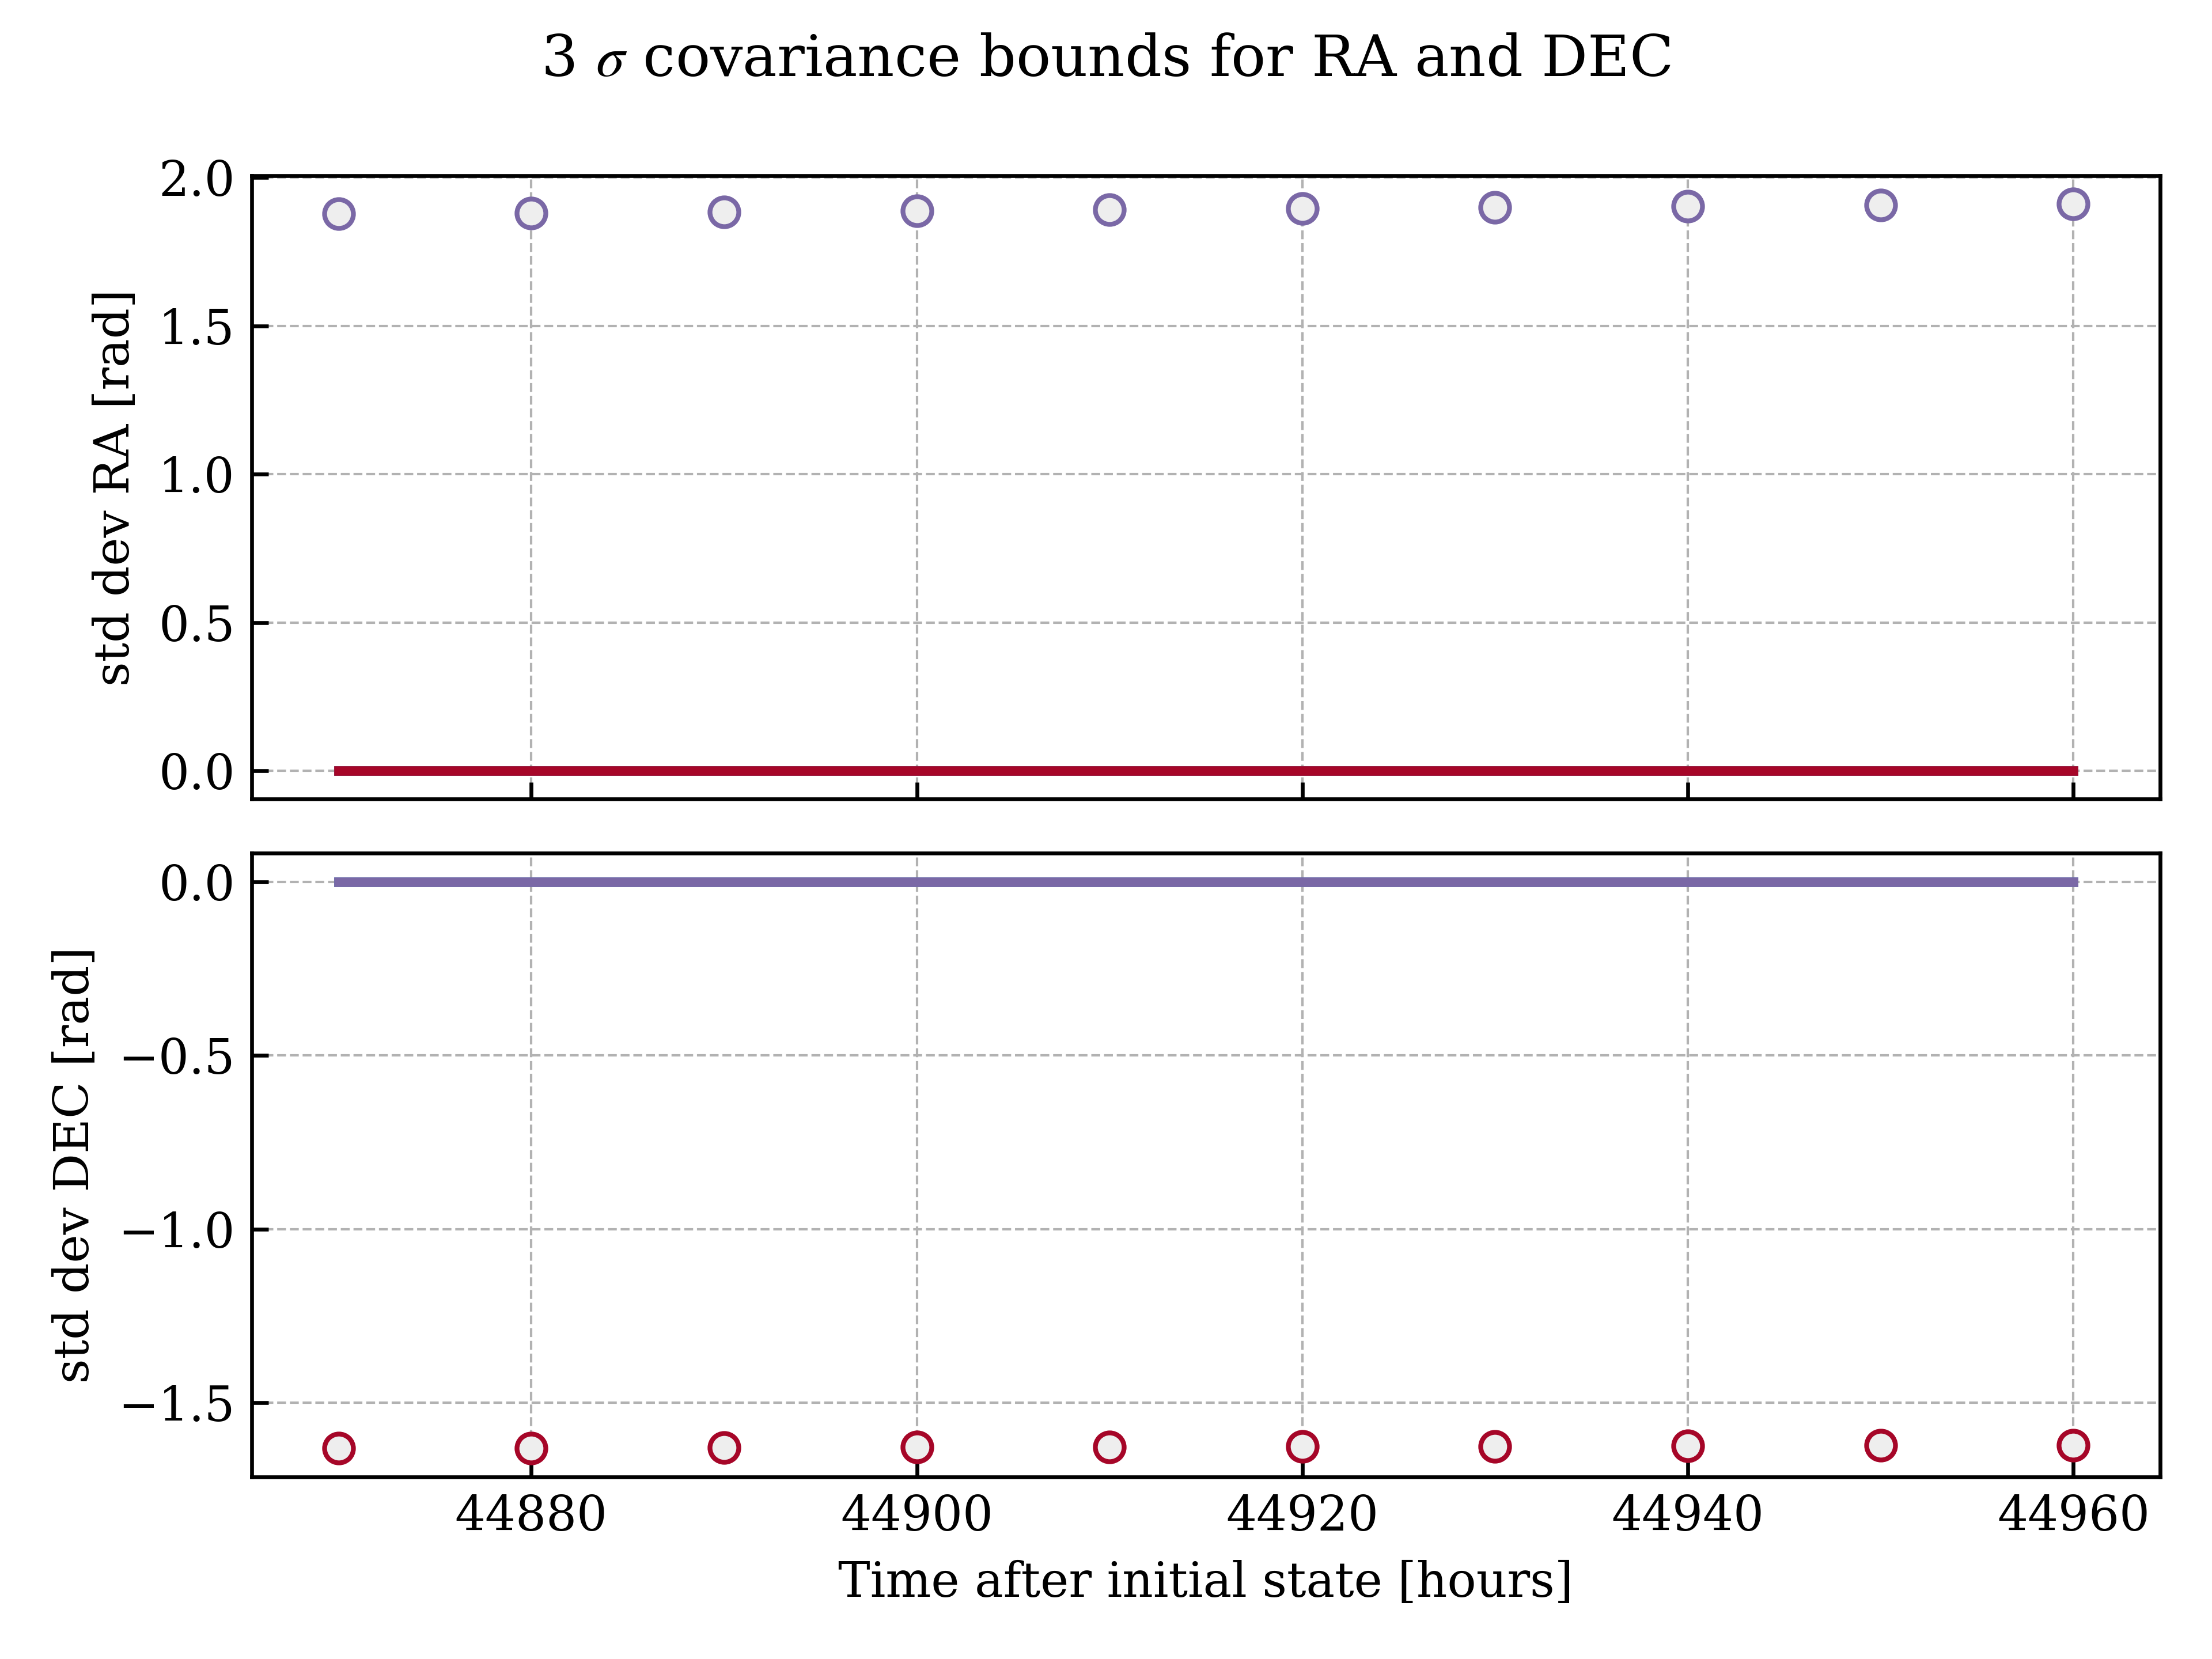 3 σ covariance bounds for RA and DEC
2.0
1.5
1.0
0.5
0.0
std dev RA [rad]
0.0
−0.5
−1.0
−1.5
std dev DEC [rad]
44880 44900 44920 44940 44960
Time after initial state [hours]